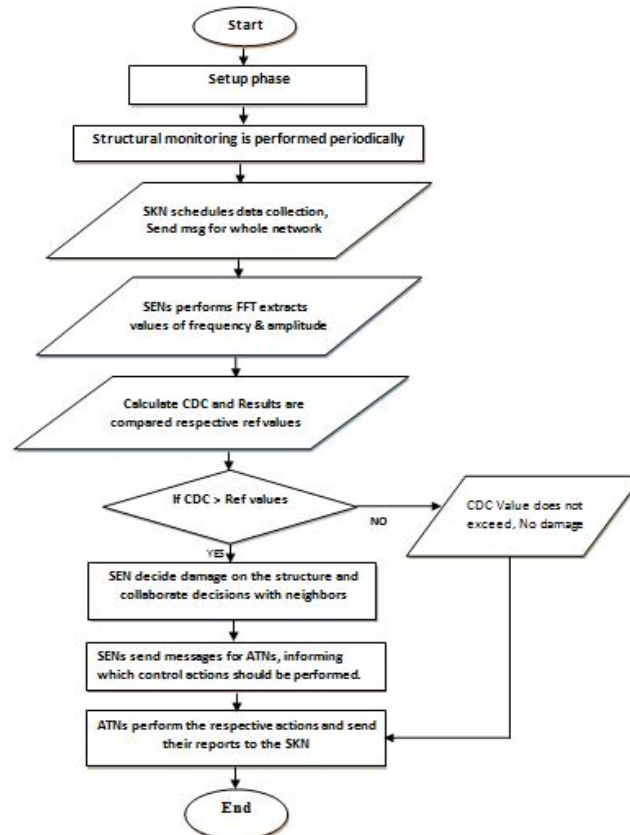 Start
Setup phase
Structural monitoring is performed periodically
SKN schedules data collection,
Send msg for whole network
SENs performs FFT extracts
values of frequency & amplitude
Calculate CDC and Results are
compared respective ref values
If CDC > Ref values
NO
CDC Value does not
exceed, No damage
YES
SEN decide damage on the structure and
collaborate decisions with neighbors
SENs send messages for ATNs, informing
which control actions should be performed.
ATNs perform the respective actions and send
their reports to the SKN
End